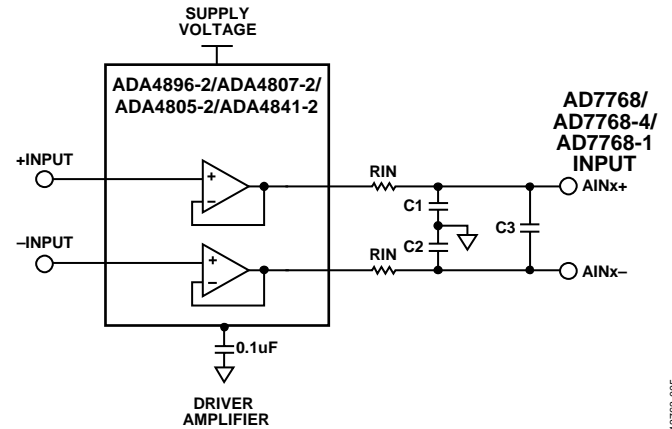 SUPPLY
VOLTAGE
ADA4896-2/ADA4807-2/
ADA4805-2/ADA4841-2
AD7768/
AD7768-4/
AD7768-1
INPUT
+INPUT
RIN
AINx+
C1
C3
C2
–INPUT
RIN
AINx–
0.1uF
DRIVER
AMPLIFIER